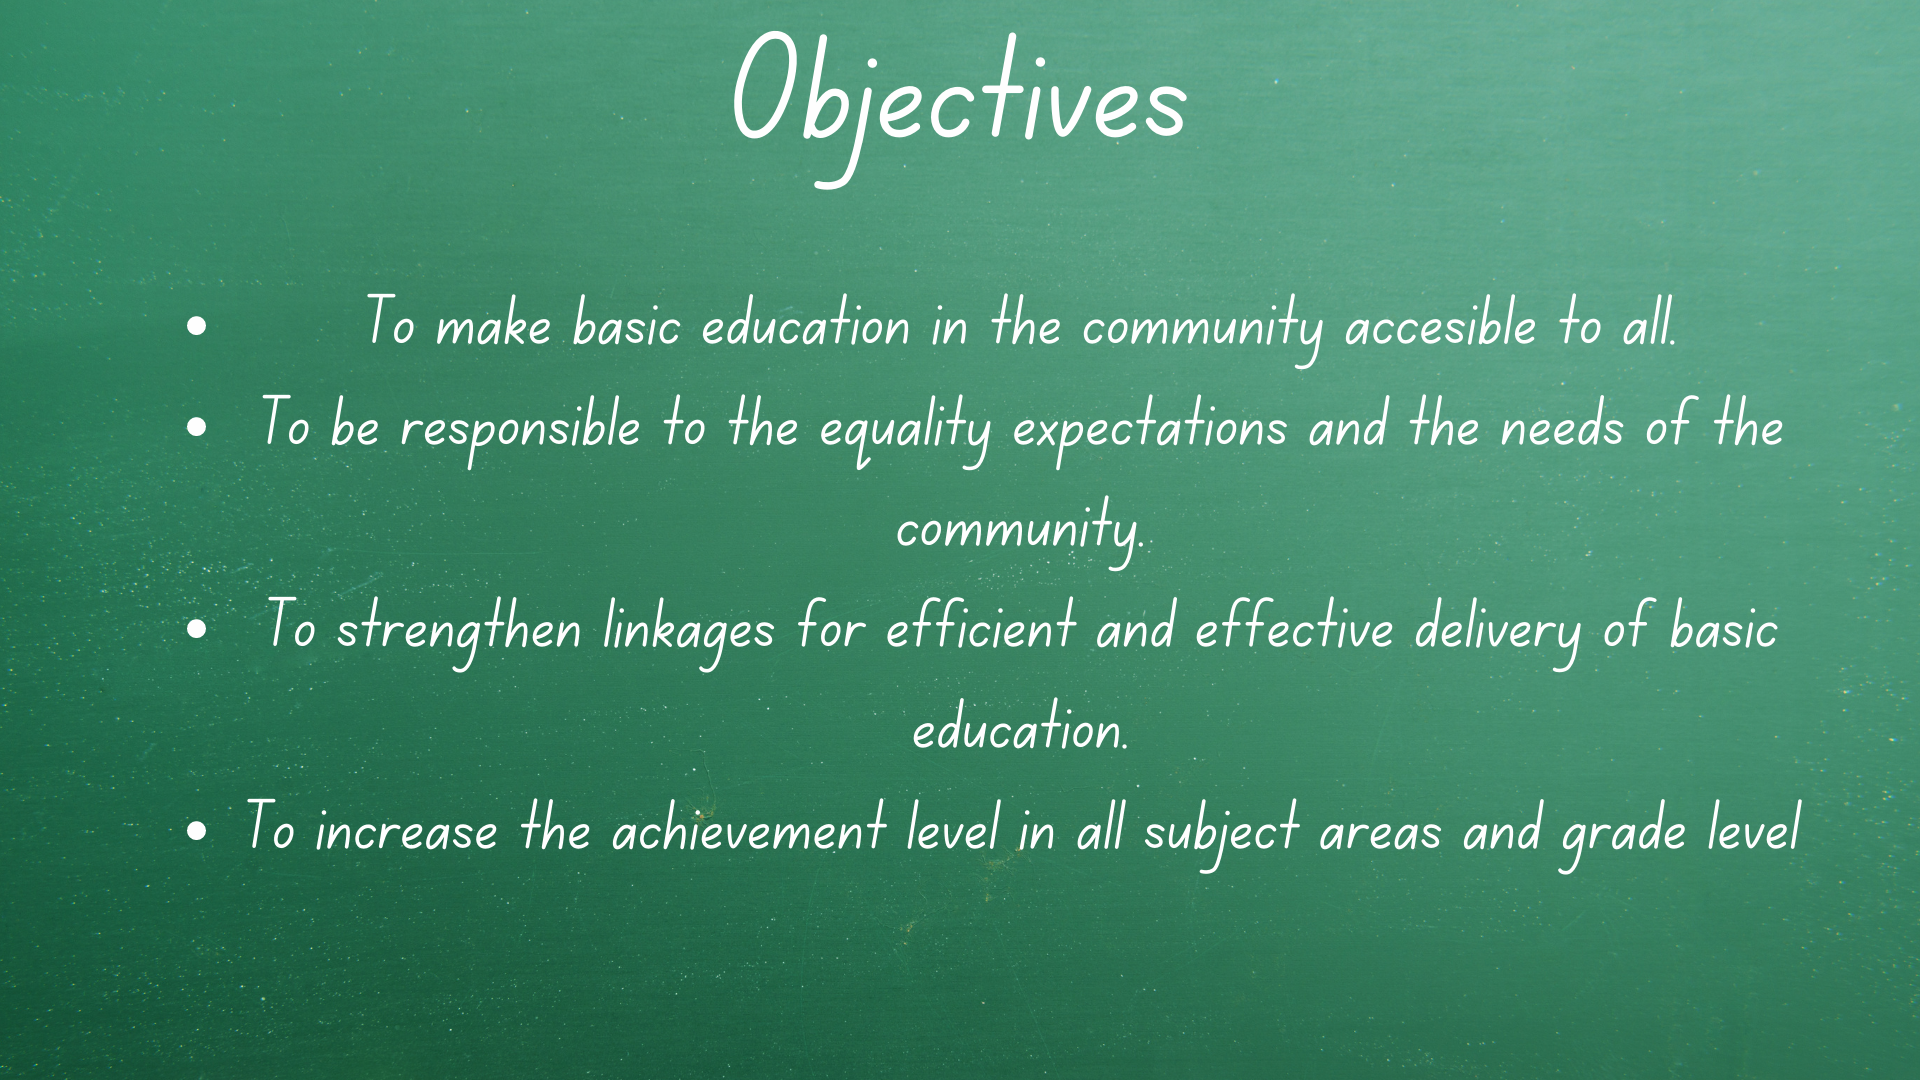 Objectives
• To make basic education in the community accesible to all.
• To be responsible to the equality expectations and the needs of the
community.
• To strengthen linkages for efficient and effective delivery of basic
education.
• To increase the achievement level in all subject areas and grade level